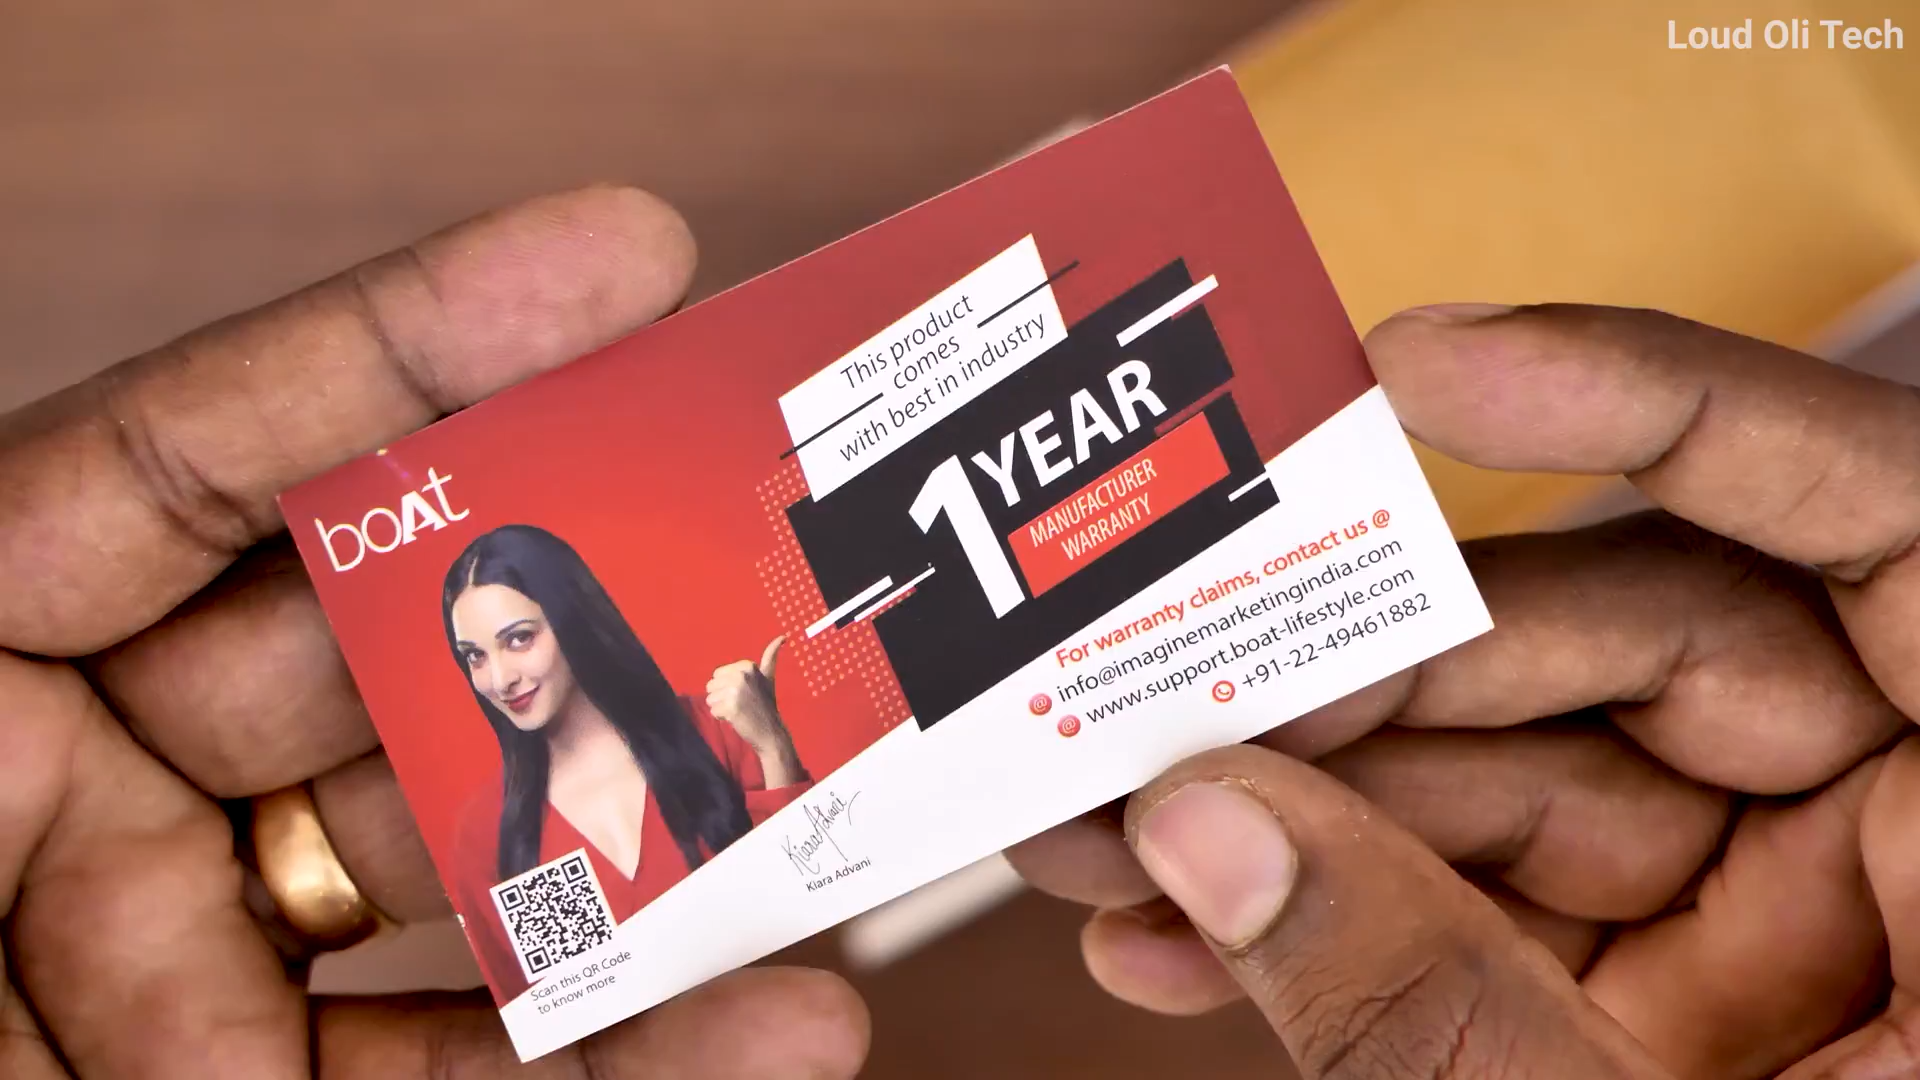 Loud Oli Tech
boAt
This product
comes
with best in industry
1 YEAR
MANUFACTURER
WARRANTY
For warranty claims, contact us @
@ info@imaginemarketingindia.com
@ www.support.boat-lifestyle.com
+91-22-49461882
Kiara Advani
Kiara Advani
Scan this QR Code
to know more